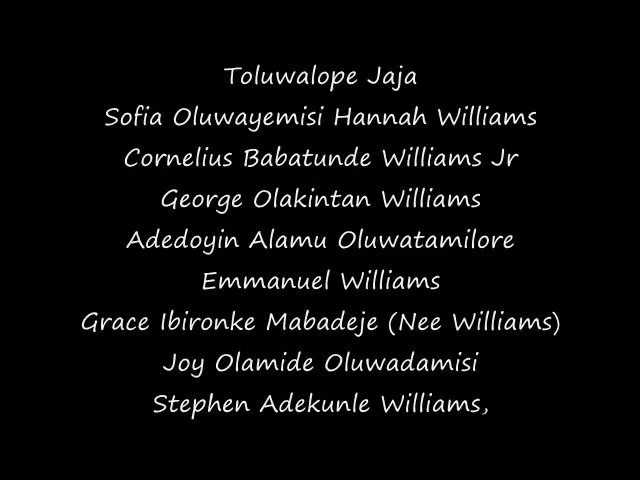 Toluwalope Jaja
Sofia Oluwayemisi Hannah Williams
Cornelius Babatunde Williams Jr
George Olakintan Williams
Adedoyin Alamu Oluwatamilore
Emmanuel Williams
Grace Ibironke Mabadeje (Nee Williams)
Joy Olamide Oluwadamisi
Stephen Adekunle Williams,